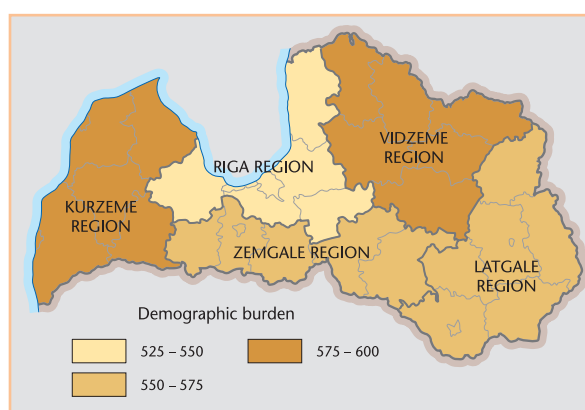 RIGA REGION
VIDZEME
REGION
KURZEME
REGION
ZEMGALE REGION
LATGALE
REGION
Demographic burden
525 – 550
575 – 600
550 – 575